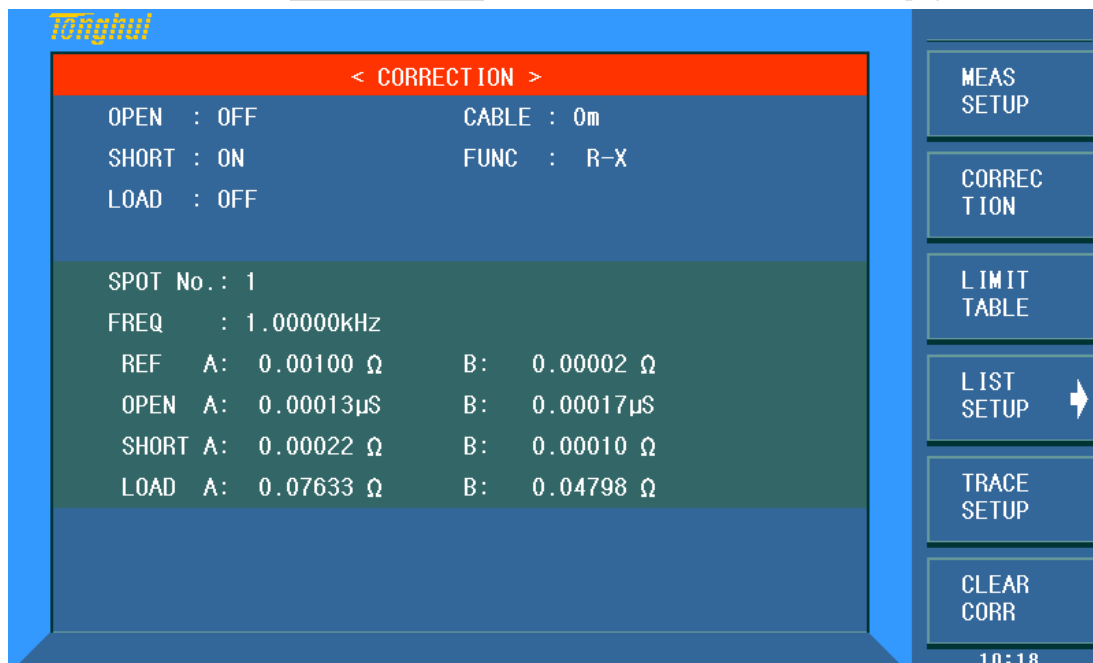 Tonghui
< CORRECTION >
OPEN : OFF CABLE : 0m
SHORT : ON FUNC : R-X
LOAD : OFF
SPOT No.: 1
FREQ : 1.00000kHz
REF A: 0.00100 Ω B: 0.00002 Ω
OPEN A: 0.00013µS B: 0.00017µS
SHORT A: 0.00022 Ω B: 0.00010 Ω
LOAD A: 0.07633 Ω B: 0.04798 Ω
MEAS
SETUP
CORREC
TION
LIMIT
TABLE
LIST
SETUP
TRACE
SETUP
CLEAR
CORR
10:18